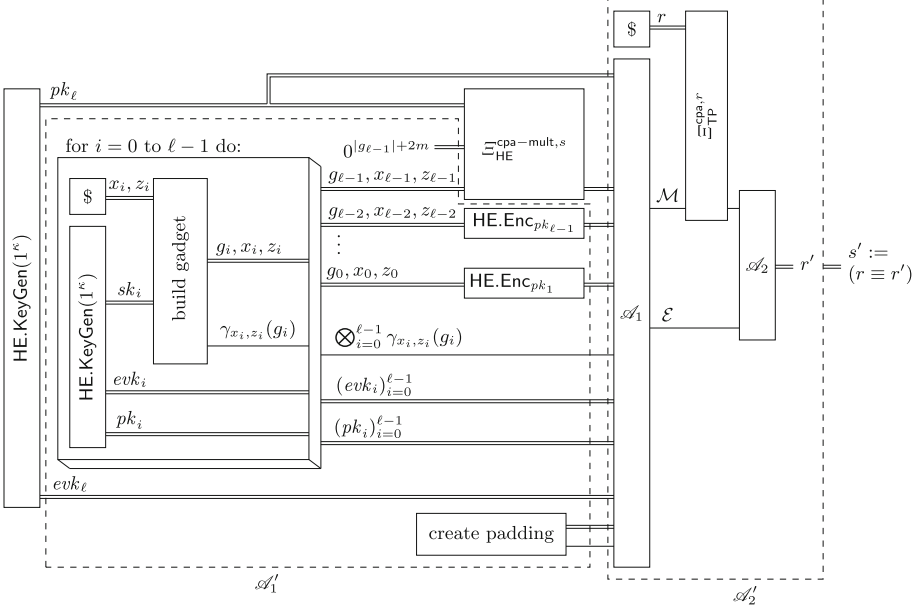 $
r
Ξ^{cpa,r}_{TP}
pk_ℓ
for i = 0 to ℓ − 1 do:
0^{|g_{ℓ−1}|+2m}
Ξ^{cpa−mult,s}_{HE}
HE.KeyGen(1^κ)
$
x_i, z_i
build gadget
g_{ℓ−1}, x_{ℓ−1}, z_{ℓ−1}
g_{ℓ−2}, x_{ℓ−2}, z_{ℓ−2}
HE.Enc_{pk_{ℓ−1}}
⋮
g_i, x_i, z_i
g_0, x_0, z_0
HE.Enc_{pk_1}
HE.KeyGen(1^κ)
sk_i
γ_{x_i,z_i}(g_i)
⨂_{i=0}^{ℓ−1} γ_{x_i,z_i}(g_i)
evk_i
(evk_i)_{i=0}^{ℓ−1}
pk_i
(pk_i)_{i=0}^{ℓ−1}
evk_ℓ
create padding
𝒜_1
ℳ
ℰ
𝒜_2
r′
s′ :=
(r ≡ r′)
𝒜′_1
𝒜′_2